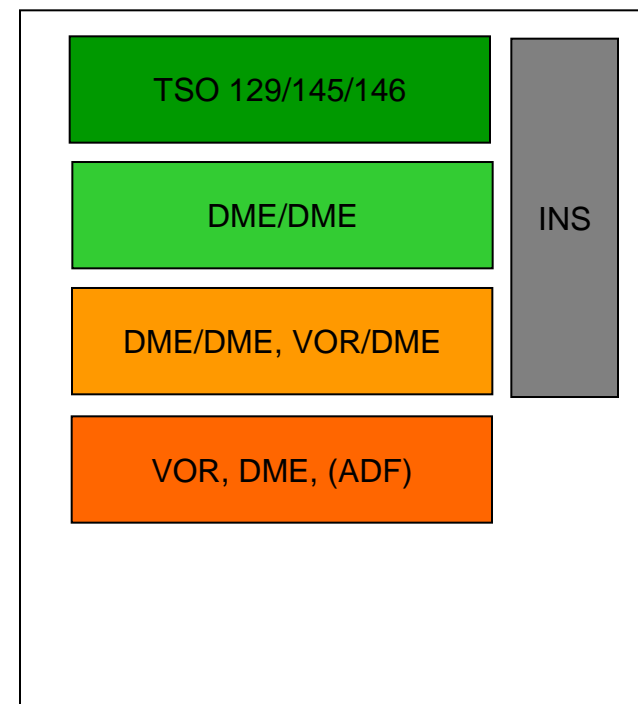 TSO 129/145/146
DME/DME
INS
DME/DME, VOR/DME
VOR, DME, (ADF)